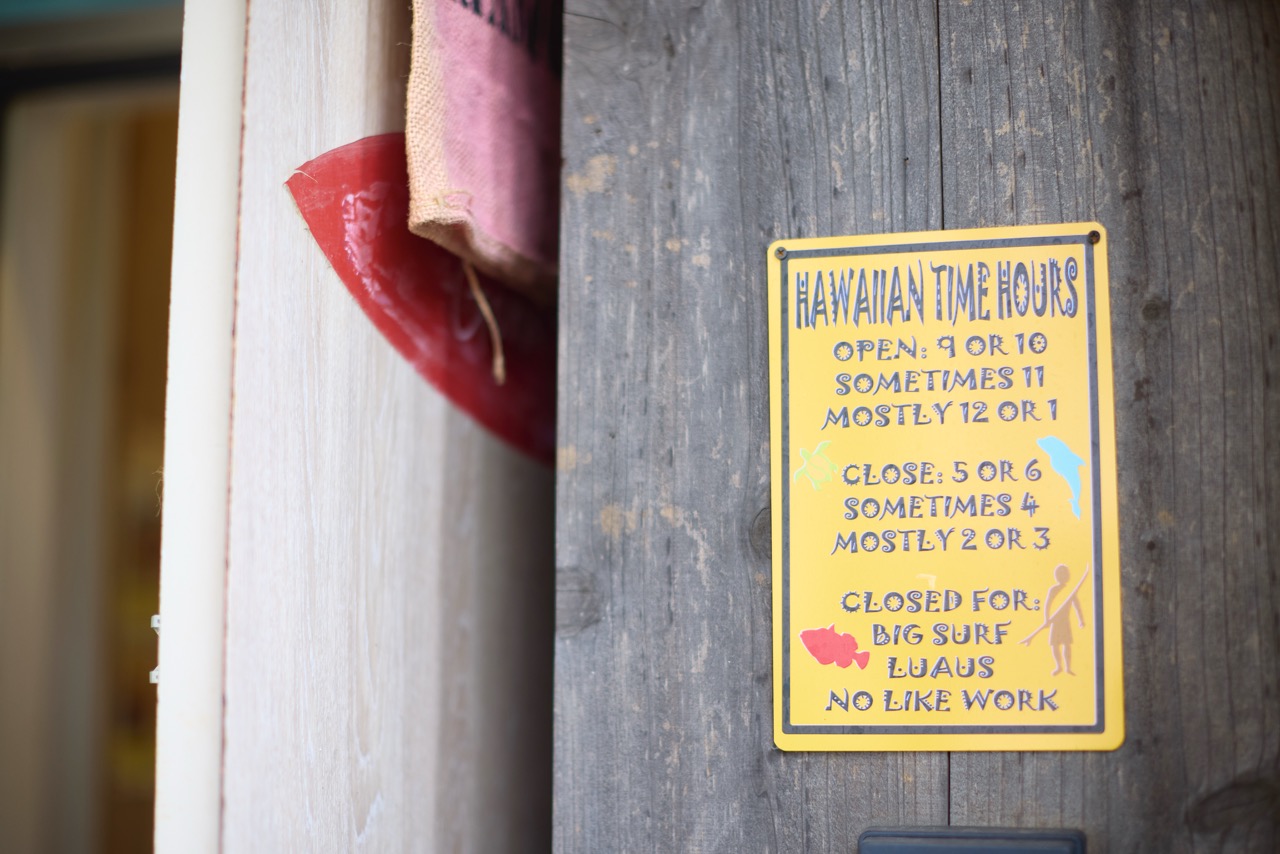 HAWAIIAN TIME HOURS
OPEN: 9 OR 10
SOMETIMES 11
MOSTLY 12 OR 1
CLOSE: 5 OR 6
SOMETIMES 4
MOSTLY 2 OR 3
CLOSED FOR:
BIG SURF
LUAUS
NO LIKE WORK